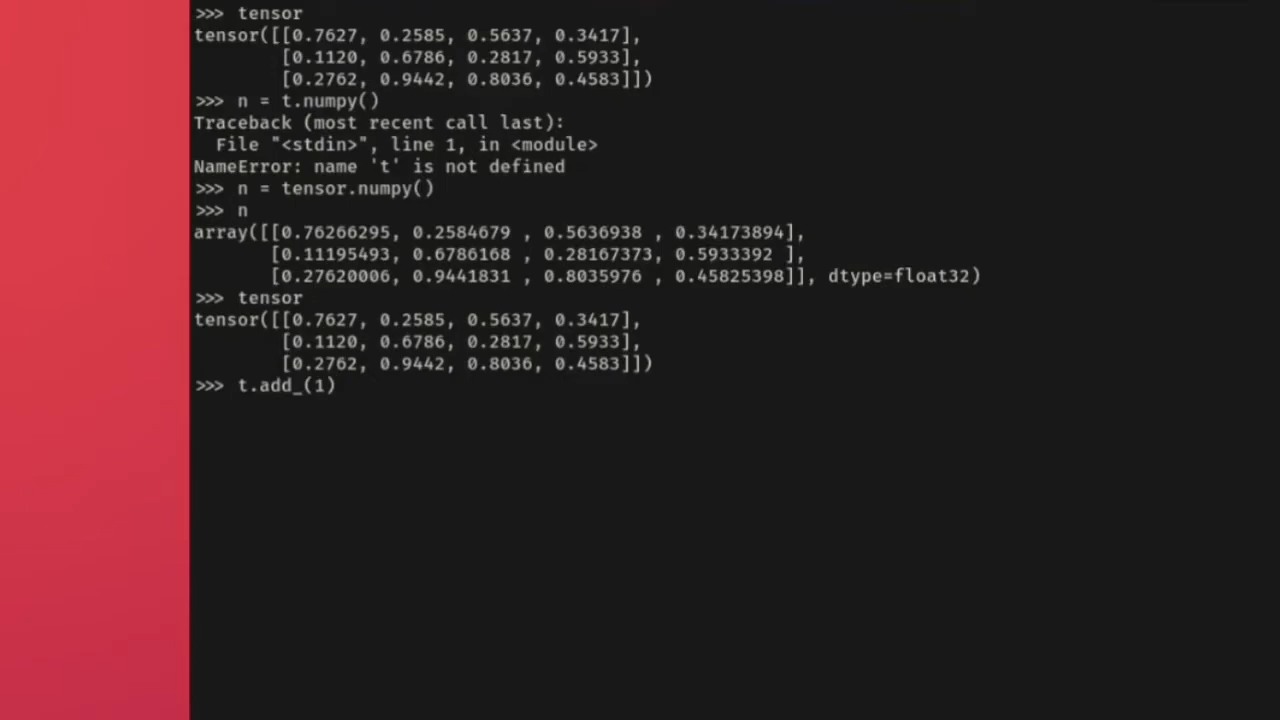 >>> tensor
tensor([[0.7627, 0.2585, 0.5637, 0.3417],
        [0.1120, 0.6786, 0.2817, 0.5933],
        [0.2762, 0.9442, 0.8036, 0.4583]])
>>> n = t.numpy()
Traceback (most recent call last):
  File "<stdin>", line 1, in <module>
NameError: name 't' is not defined
>>> n = tensor.numpy()
>>> n
array([[0.76266295, 0.2584679 , 0.5636938 , 0.34173894],
       [0.11195493, 0.6786168 , 0.28167373, 0.5933392 ],
       [0.27620006, 0.9441831 , 0.8035976 , 0.45825398]], dtype=float32)
>>> tensor
tensor([[0.7627, 0.2585, 0.5637, 0.3417],
        [0.1120, 0.6786, 0.2817, 0.5933],
        [0.2762, 0.9442, 0.8036, 0.4583]])
>>> t.add_(1)